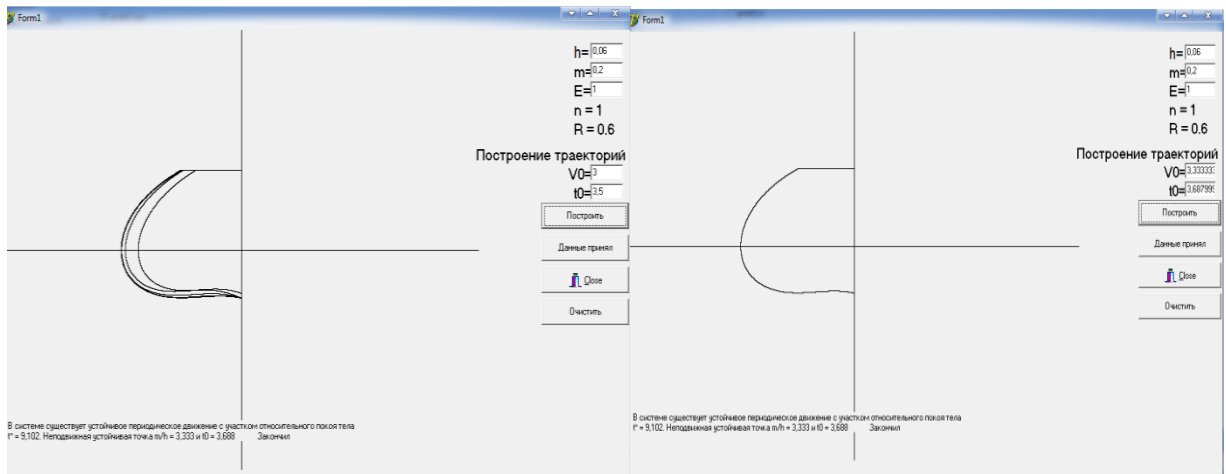 Form1
h= 0,06
m= 0,2
E= 1
n = 1
R = 0.6
Построение траекторий
V0= 3
t0= 3,5
Построить
Данные принял
Close
Очистить
В системе существует устойчивое периодическое движение с участком относительного покоя тела
t* = 9,102. Неподвижная устойчивая точка m/h = 3,333 и t0 = 3,688 Закончил
Form1
h= 0,06
m= 0,2
E= 1
n = 1
R = 0.6
Построение траекторий
V0= 3,33333
t0= 3,68799
Построить
Данные принял
Close
Очистить
В системе существует устойчивое периодическое движение с участком относительного покоя тела
t* = 9,102. Неподвижная устойчивая точка m/h = 3,333 и t0 = 3,688 Закончил